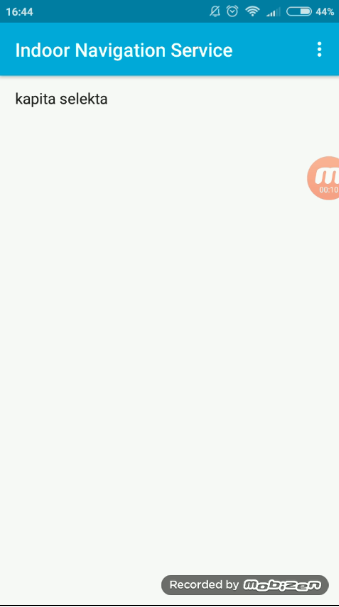 16:44 44%
Indoor Navigation Service
kapita selekta
00:10
Recorded by mobizen